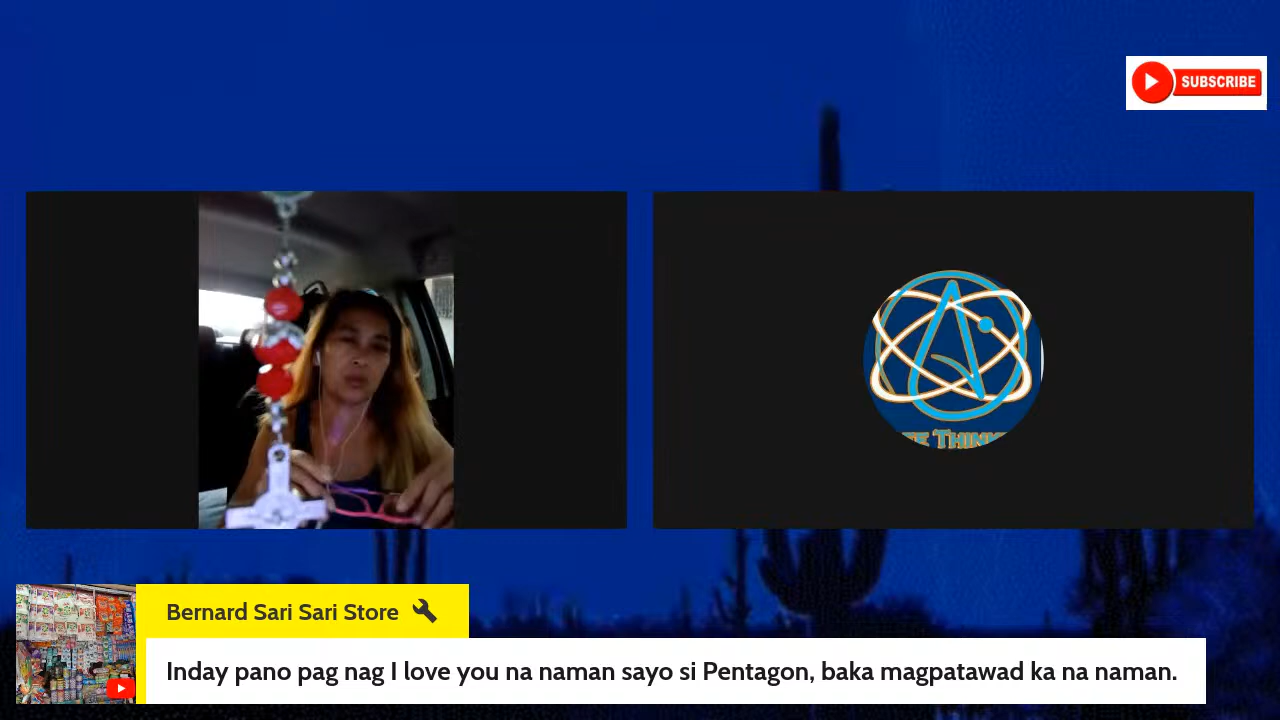 SUBSCRIBE
Bernard Sari Sari Store
Inday pano pag nag I love you na naman sayo si Pentagon, baka magpatawad ka na naman.